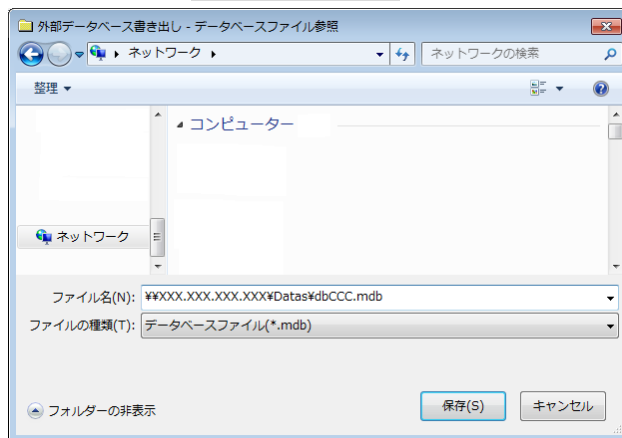 外部データベース書き出し - データベースファイル参照
ネットワーク
ネットワークの検索
整理
コンピューター
ネットワーク
ファイル名(N): ¥¥XXX.XXX.XXX.XXX¥Datas¥dbCCC.mdb
ファイルの種類(T): データベースファイル(*.mdb)
フォルダーの非表示
保存(S)
キャンセル